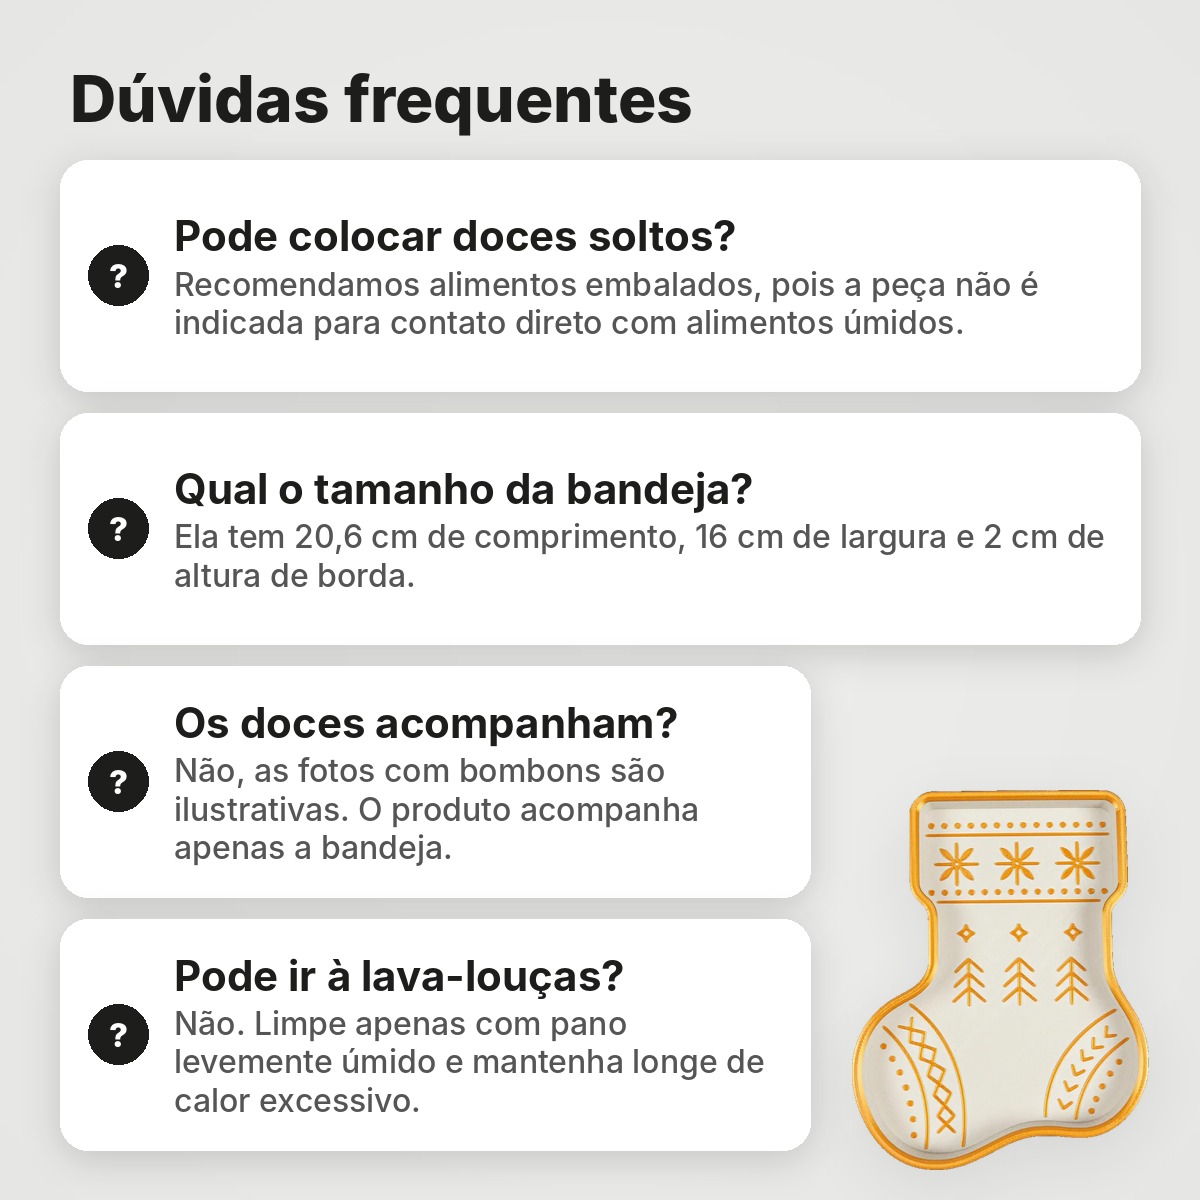 Dúvidas frequentes
?
Pode colocar doces soltos?
Recomendamos alimentos embalados, pois a peça não é
indicada para contato direto com alimentos úmidos.
?
Qual o tamanho da bandeja?
Ela tem 20,6 cm de comprimento, 16 cm de largura e 2 cm de
altura de borda.
?
Os doces acompanham?
Não, as fotos com bombons são
ilustrativas. O produto acompanha
apenas a bandeja.
?
Pode ir à lava-louças?
Não. Limpe apenas com pano
levemente úmido e mantenha longe de
calor excessivo.